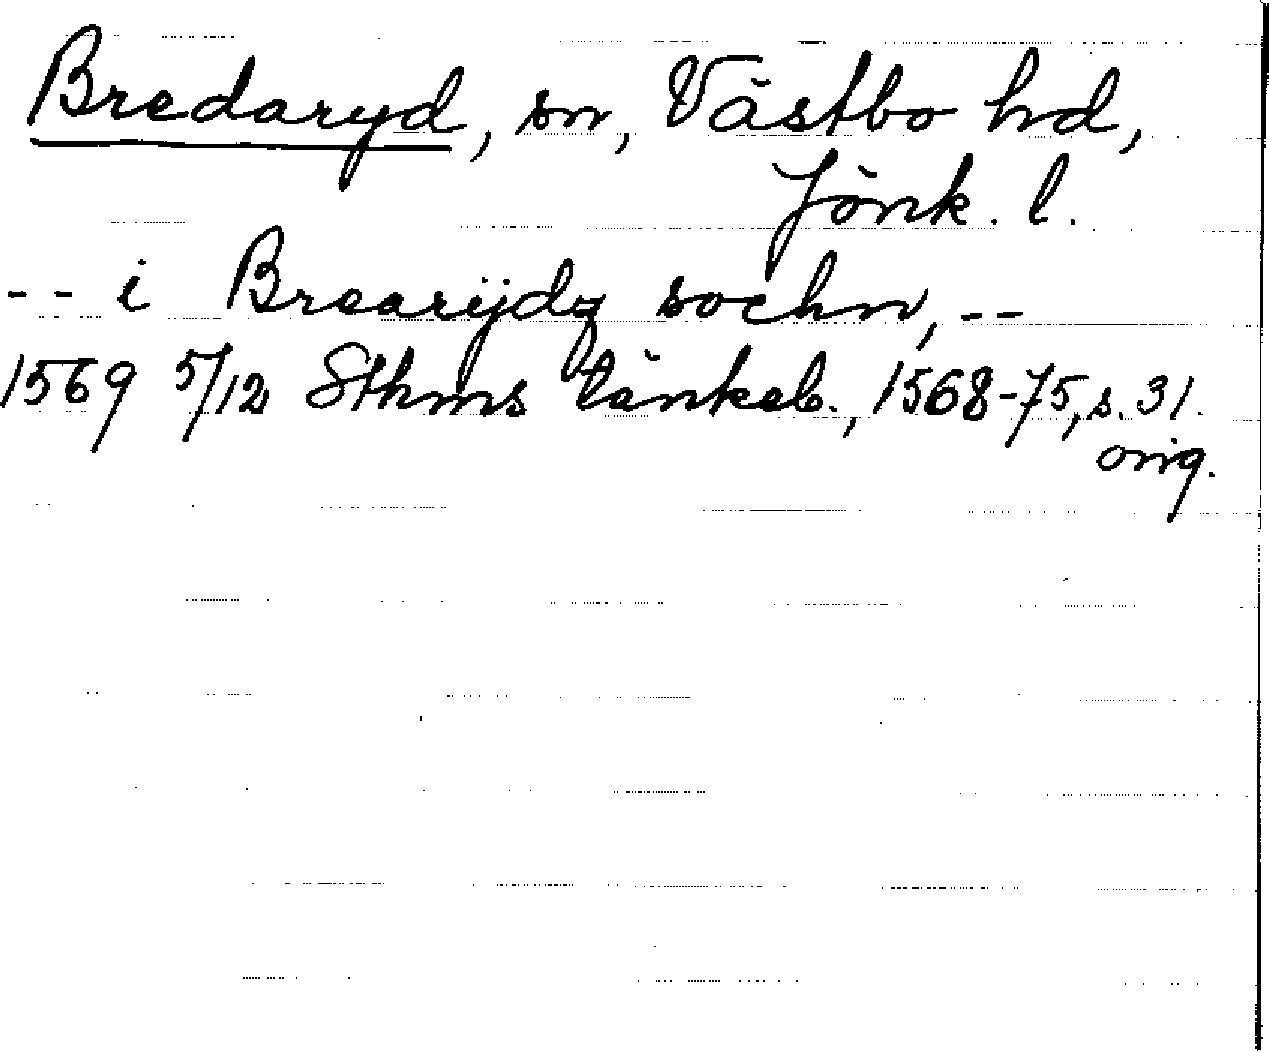 Bredaryd, sn, Västbo hd,
Jönk. l.
-- i Brearijdz sochn, --
1569 5/12 Sthms tänkeb., 1568-75, s. 31.
orig.